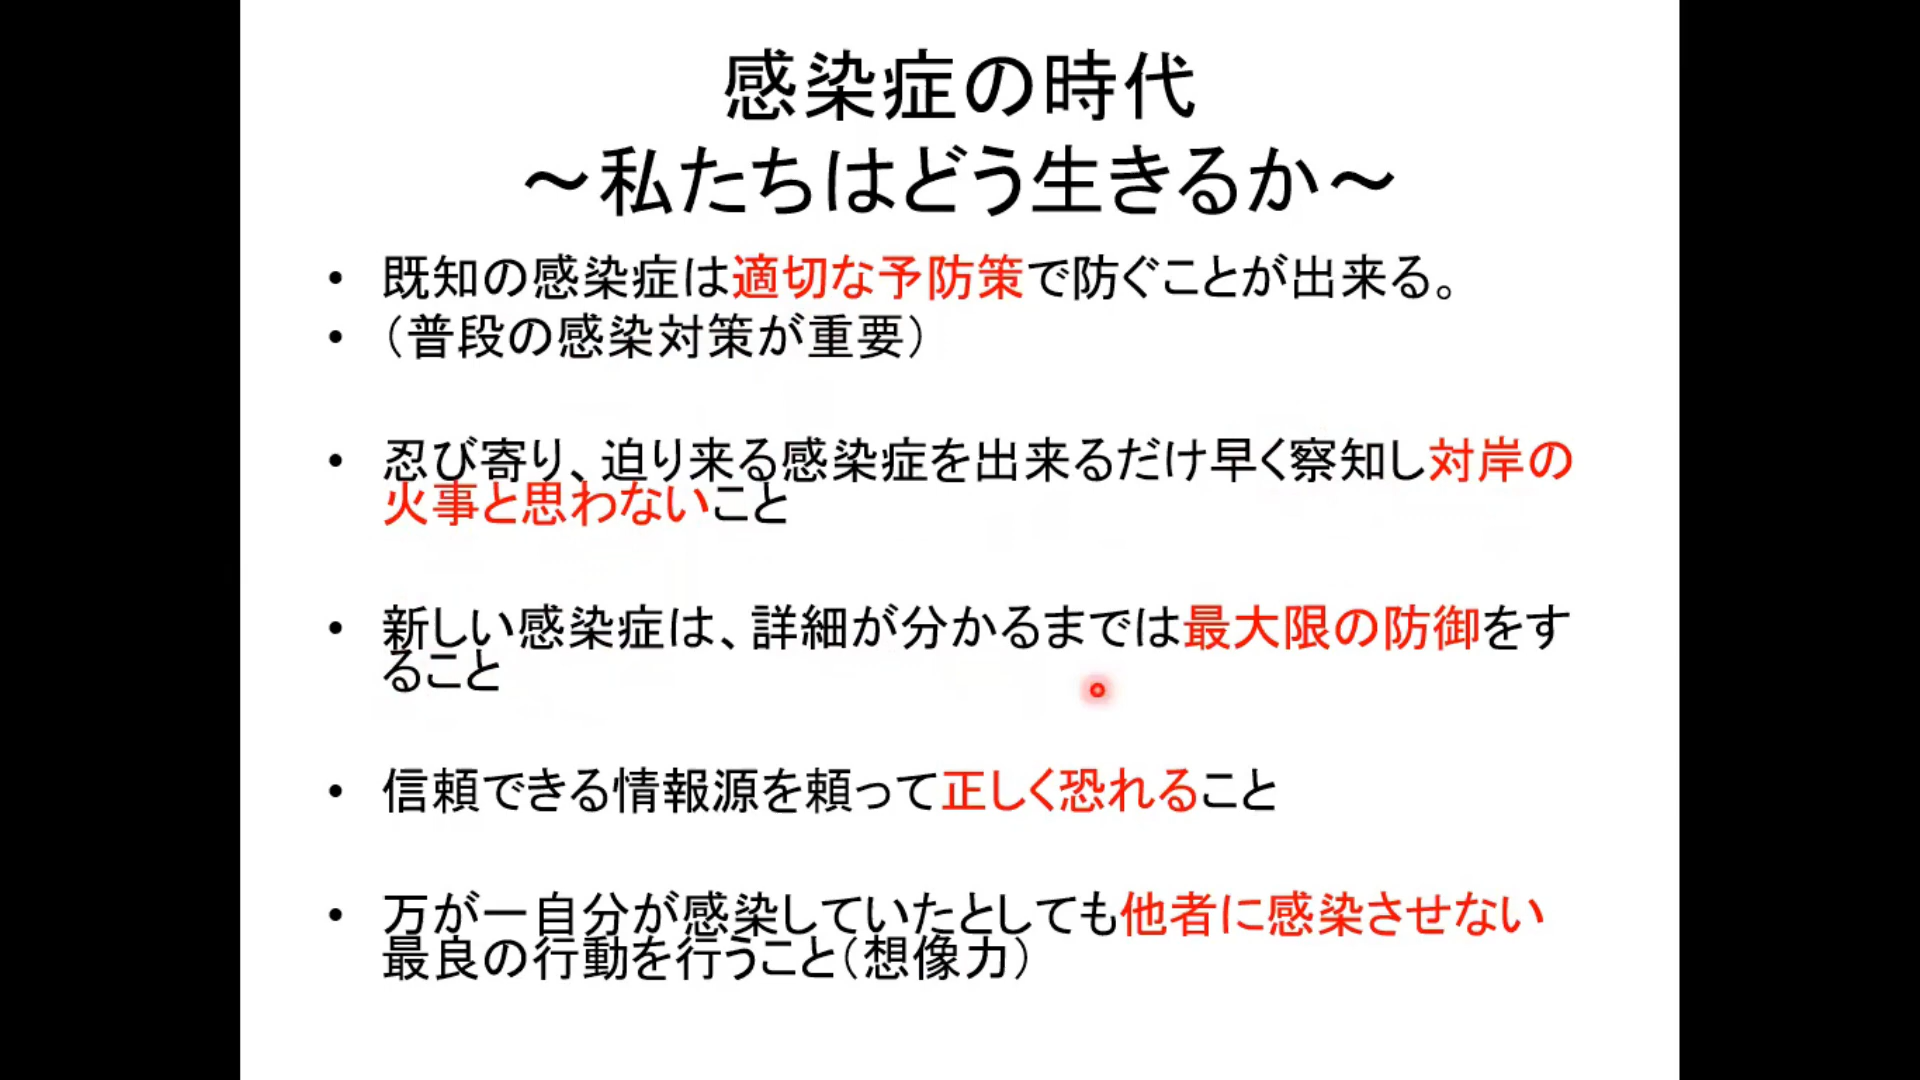 感染症の時代
～私たちはどう生きるか～
• 既知の感染症は適切な予防策で防ぐことが出来る。
• （普段の感染対策が重要）
• 忍び寄り、迫り来る感染症を出来るだけ早く察知し対岸の
火事と思わないこと
• 新しい感染症は、詳細が分かるまでは最大限の防御をす
ること
• 信頼できる情報源を頼って正しく恐れること
• 万が一自分が感染していたとしても他者に感染させない
最良の行動を行うこと（想像力）